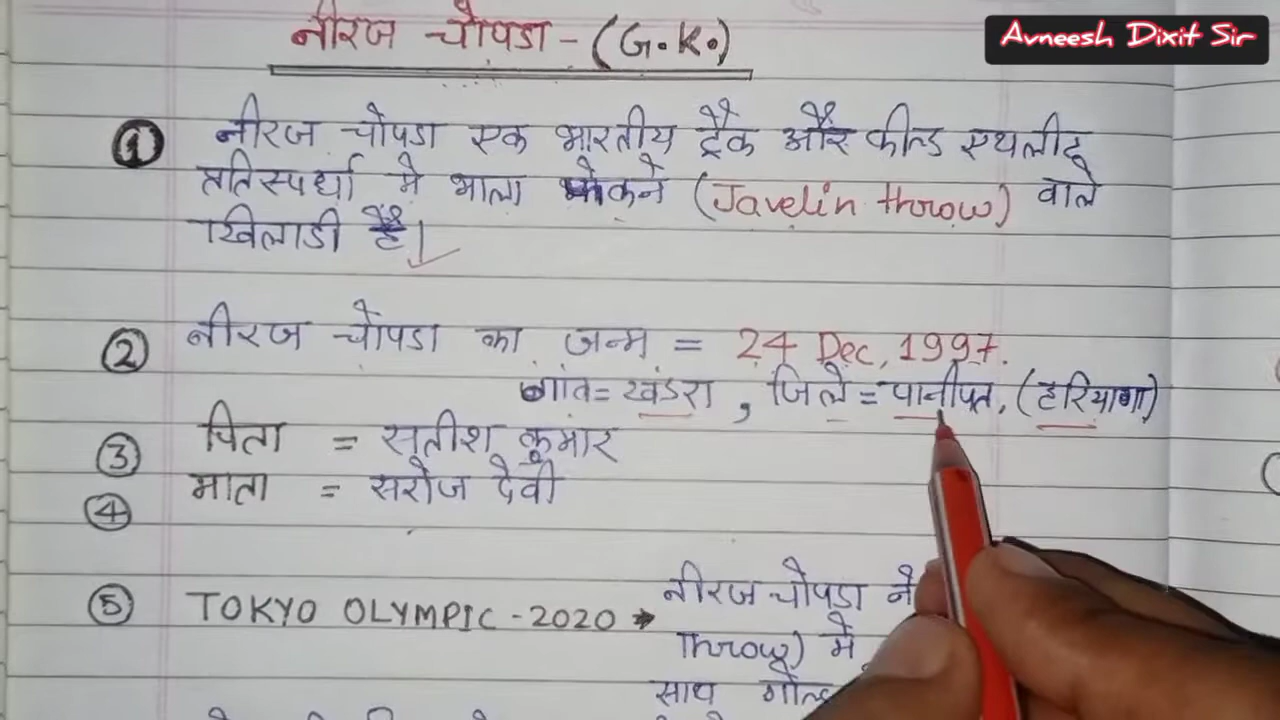 नीरज चोपडा - (G.K.)
Avneesh Dixit Sir
① नीरज चोपडा एक भारतीय ट्रैक और फील्ड एथलीट
प्रतिस्पर्धा मे भाला फेकने (Javelin throw) वाले
खिलाडी है।
② नीरज चोपडा का जन्म = 24 Dec, 1997.
गांव = खंडरा, जिले = पानीपत, (हरियाणा)
③ पिता = सतीश कुमार
④ माता = सरोज देवी
⑤ TOKYO OLYMPIC - 2020 → नीरज चोपडा ने
Throw) में
साथ